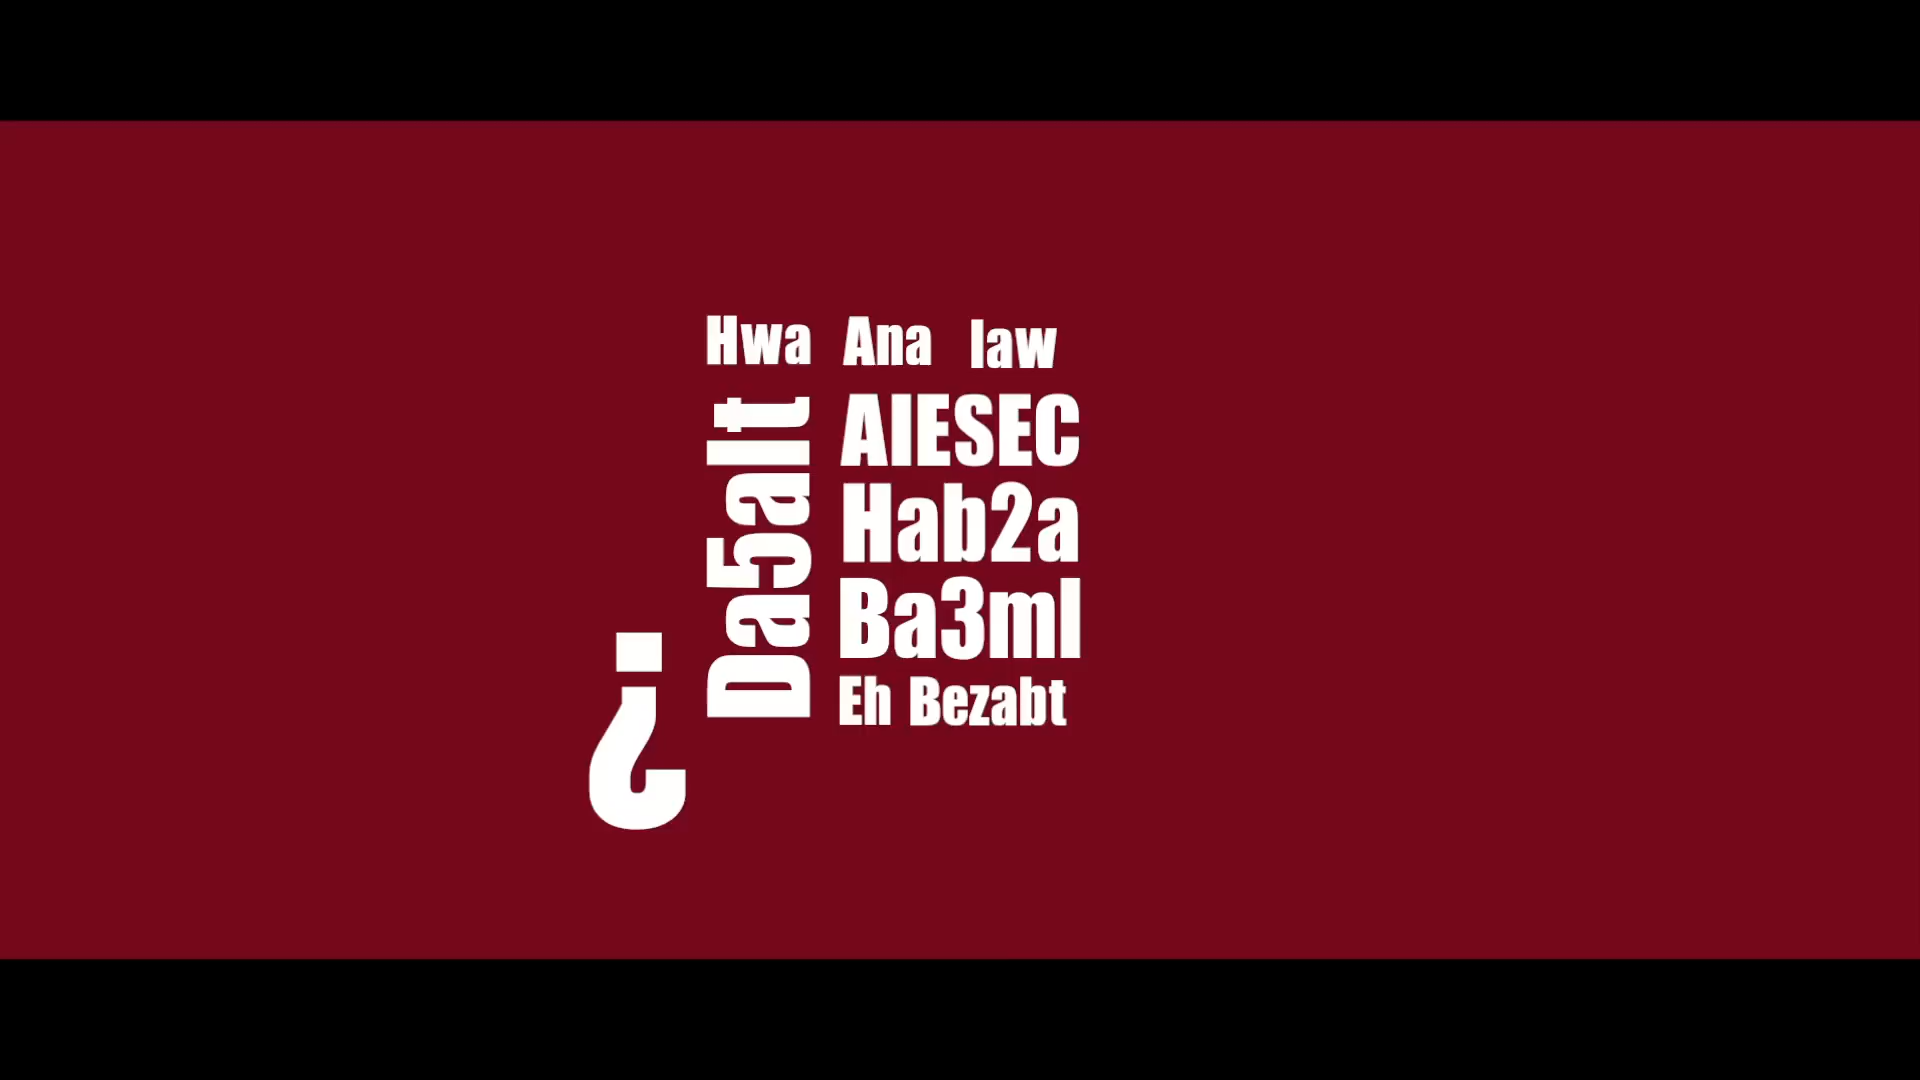 Hwa Ana law
Da5alt
AIESEC
Hab2a
Ba3ml
Eh Bezabt
?